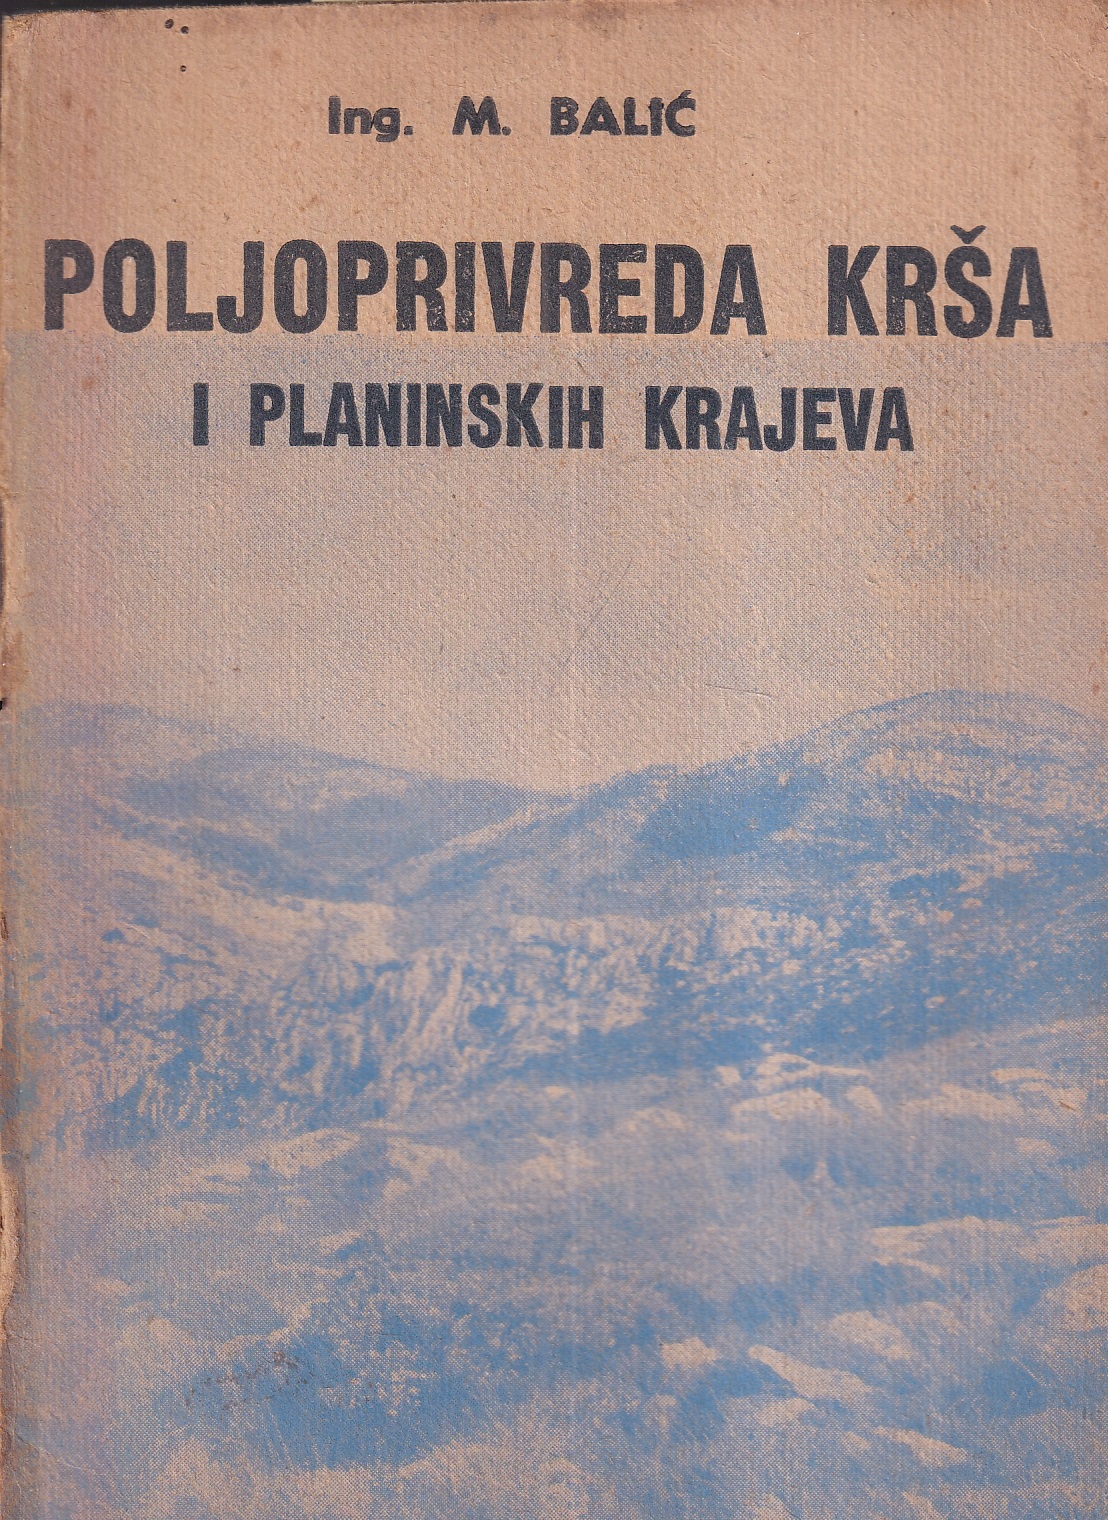 Ing. M. BALIĆ
POLJOPRIVREDA KRŠA
I PLANINSKIH KRAJEVA